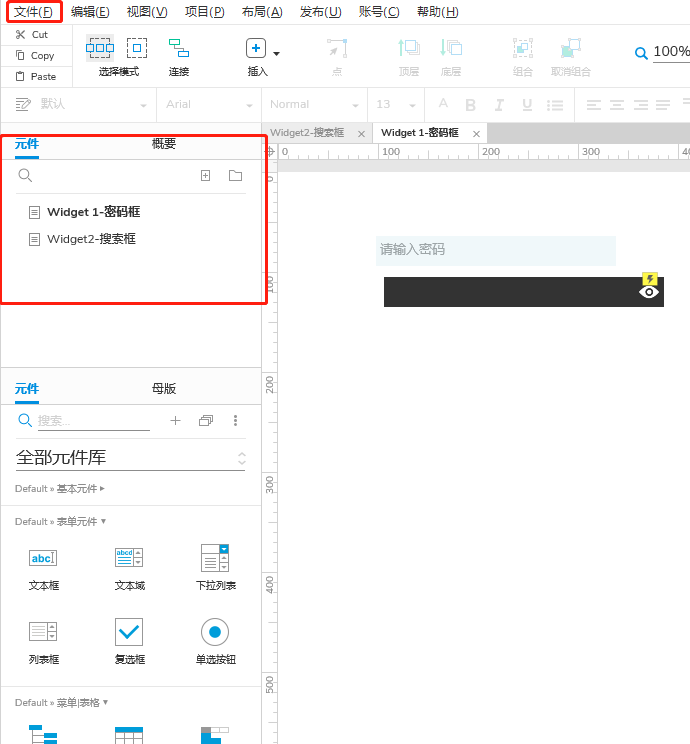 文件(F) 编辑(E) 视图(V) 项目(P) 布局(A) 发布(U) 账号(C) 帮助(H)
Cut
Copy
Paste
选择模式 连接 插入 点 顶层 底层 组合 取消组合 100%
默认 Arial Normal 13 A B I U
元件 概要
Widget2-搜索框 Widget 1-密码框
0 100 200 300 40
Widget 1-密码框
Widget2-搜索框
0
100
200
300
400
500
请输入密码
元件 母版
搜索...
全部元件库
Default » 基本元件
Default » 表单元件
abc
abcd
文本框 文本域 下拉列表
列表框 复选框 单选按钮
Default » 菜单|表格